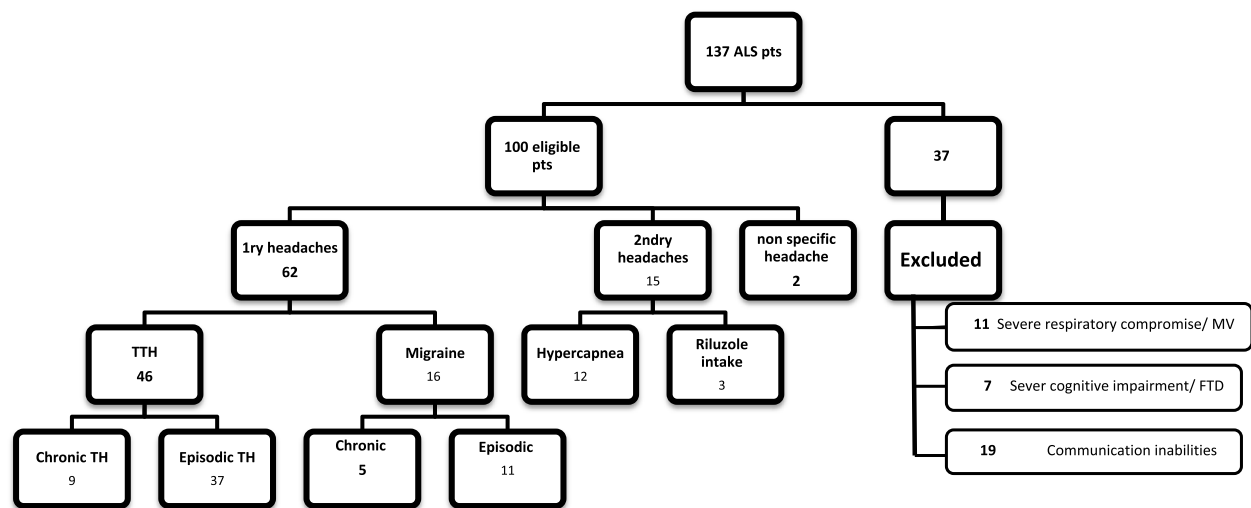 137 ALS pts
100 eligible
pts
37
1ry headaches
62
2ndry
headaches
15
non specific
headache
2
Excluded
11 Severe respiratory compromise/ MV
7 Sever cognitive impairment/ FTD
19 Communication inabilities
TTH
46
Migraine
16
Hypercapnea
12
Riluzole
intake
3
Chronic TH
9
Episodic TH
37
Chronic
5
Episodic
11